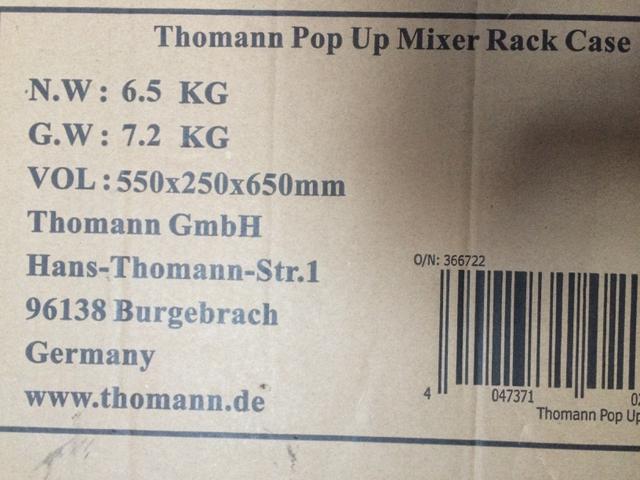 Thomann Pop Up Mixer Rack Case
N.W: 6.5 KG
G.W: 7.2 KG
VOL:550x250x650mm
Thomann GmbH
Hans-Thomann-Str.1
96138 Burgebrach
Germany
www.thomann.de
O/N: 366722
4 047371 02
Thomann Pop Up